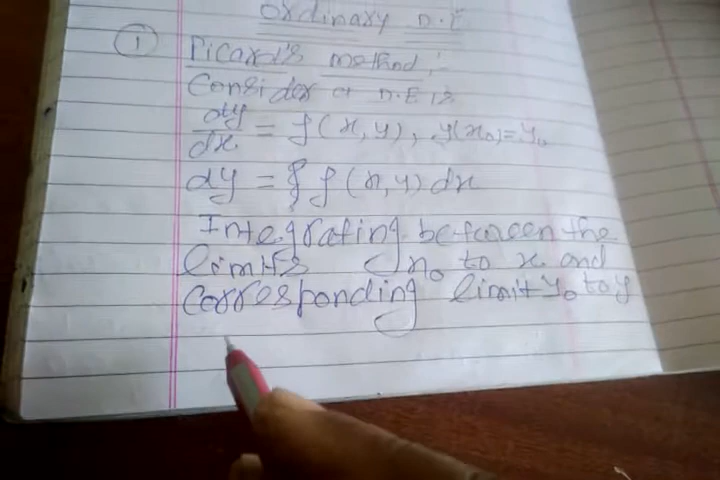 Ordinary D.E
① Picard's method :-
Consider a D.E is
dy/dx = f(x, y), y(x₀)=y₀
dy = f(x, y) dx
Integrating between the
limits x₀ to x and
corresponding limit y₀ to y